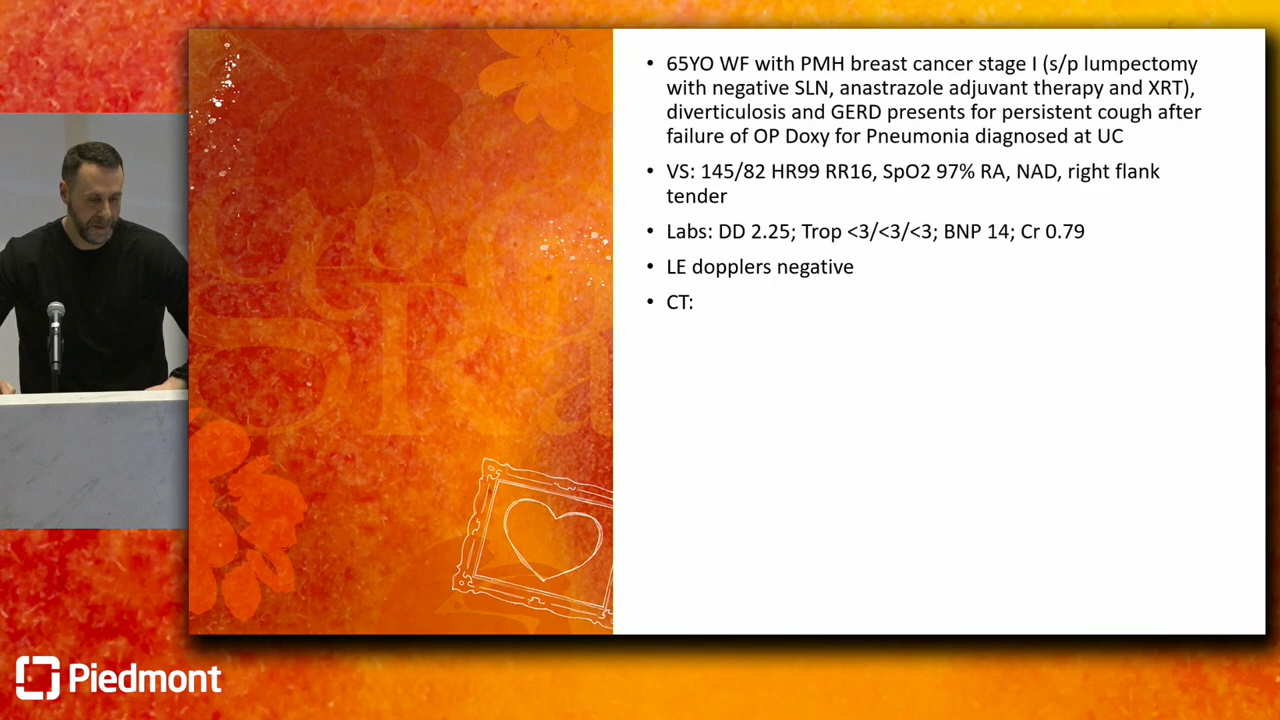 • 65YO WF with PMH breast cancer stage I (s/p lumpectomy
with negative SLN, anastrazole adjuvant therapy and XRT),
diverticulosis and GERD presents for persistent cough after
failure of OP Doxy for Pneumonia diagnosed at UC
• VS: 145/82 HR99 RR16, SpO2 97% RA, NAD, right flank
tender
• Labs: DD 2.25; Trop <3/<3/<3; BNP 14; Cr 0.79
• LE dopplers negative
• CT:
Piedmont